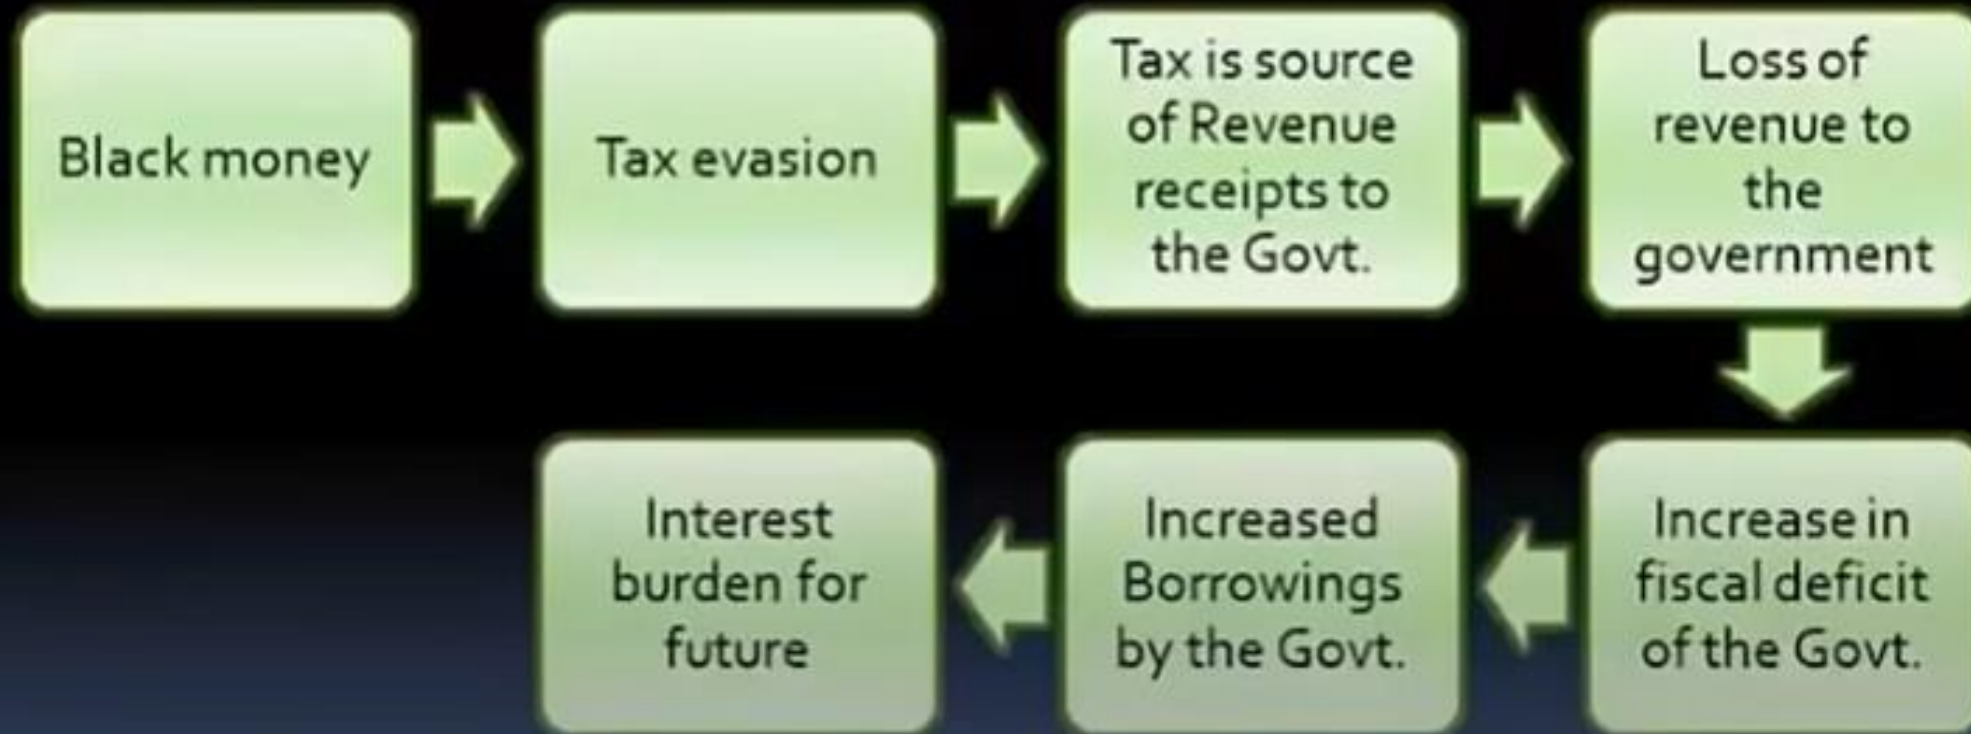 Black money
Tax evasion
Tax is source
of Revenue
receipts to
the Govt.
Loss of
revenue to
the
government
Increase in
fiscal deficit
of the Govt.
Increased
Borrowings
by the Govt.
Interest
burden for
future